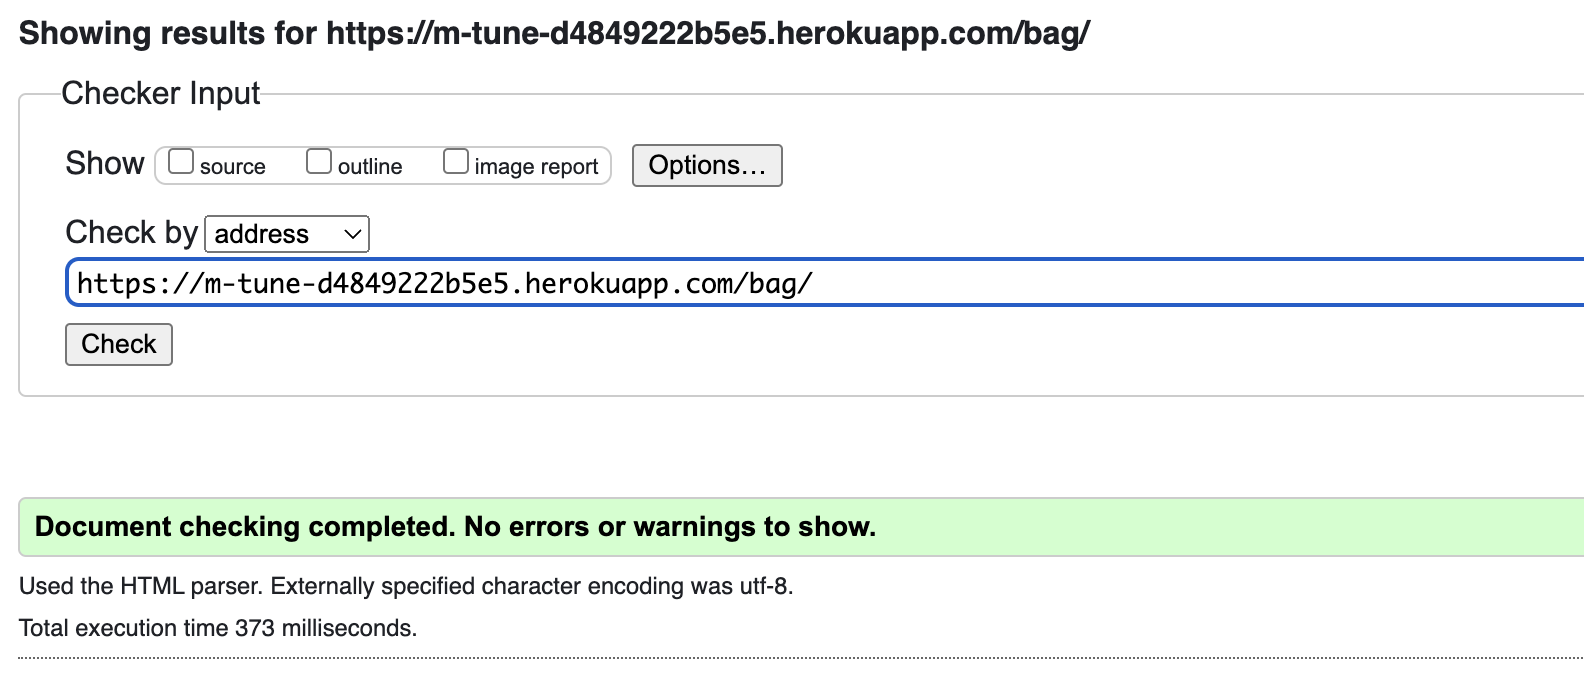 Showing results for https://m-tune-d4849222b5e5.herokuapp.com/bag/
Checker Input
Show source outline image report Options...
Check by address
https://m-tune-d4849222b5e5.herokuapp.com/bag/
Check
Document checking completed. No errors or warnings to show.
Used the HTML parser. Externally specified character encoding was utf-8.
Total execution time 373 milliseconds.